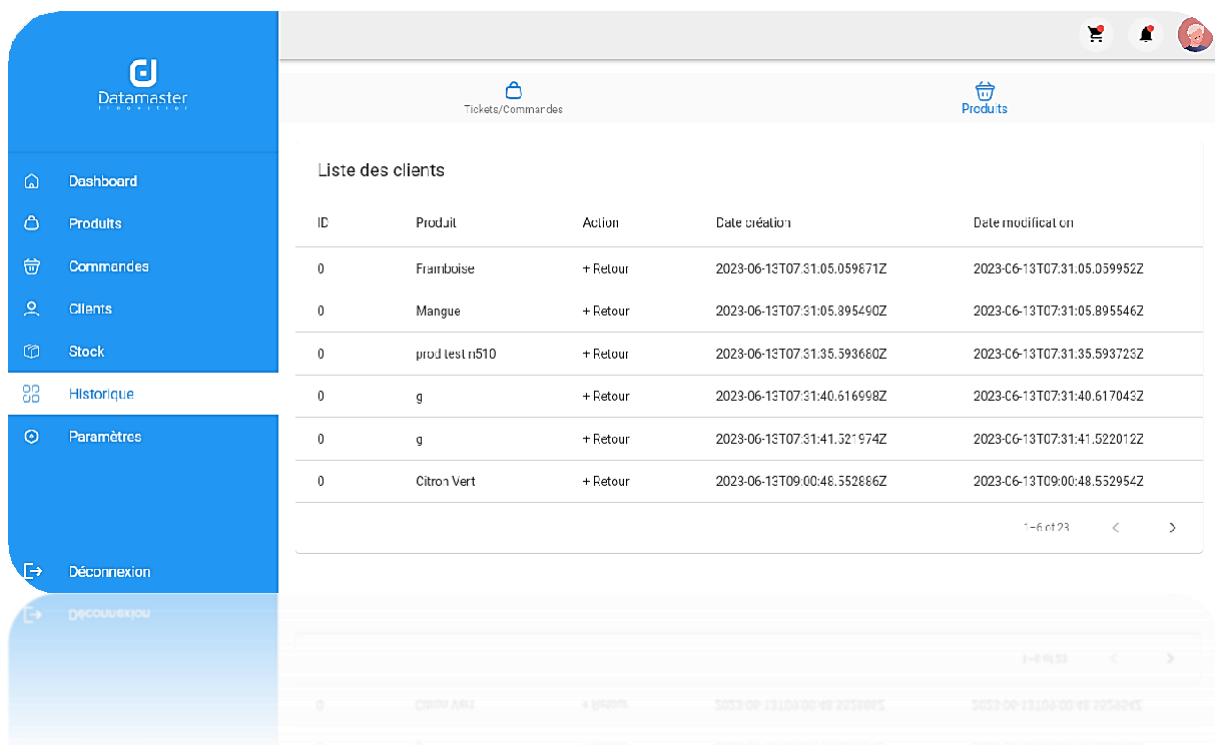 Datamaster
Dashboard
Produits
Commandes
Clients
Stock
Historique
Paramètres
Déconnexion
Tickets/Commandes
Produits
Liste des clients
ID Produit Action Date création Date modification
0 Framboise + Retour 2023-06-13T07:31:05.059871Z 2023-06-13T07:31:05.059952Z
0 Mangue + Retour 2023-06-13T07:31:05.895490Z 2023-06-13T07:31:05.895546Z
0 prod test n510 + Retour 2023-06-13T07:31:35.593680Z 2023-06-13T07:31:35.593723Z
0 g + Retour 2023-06-13T07:31:40.616998Z 2023-06-13T07:31:40.617043Z
0 g + Retour 2023-06-13T07:31:41.521974Z 2023-06-13T07:31:41.522012Z
0 Citron Vert + Retour 2023-06-13T09:00:48.552886Z 2023-06-13T09:00:48.552954Z
1–6 of 23